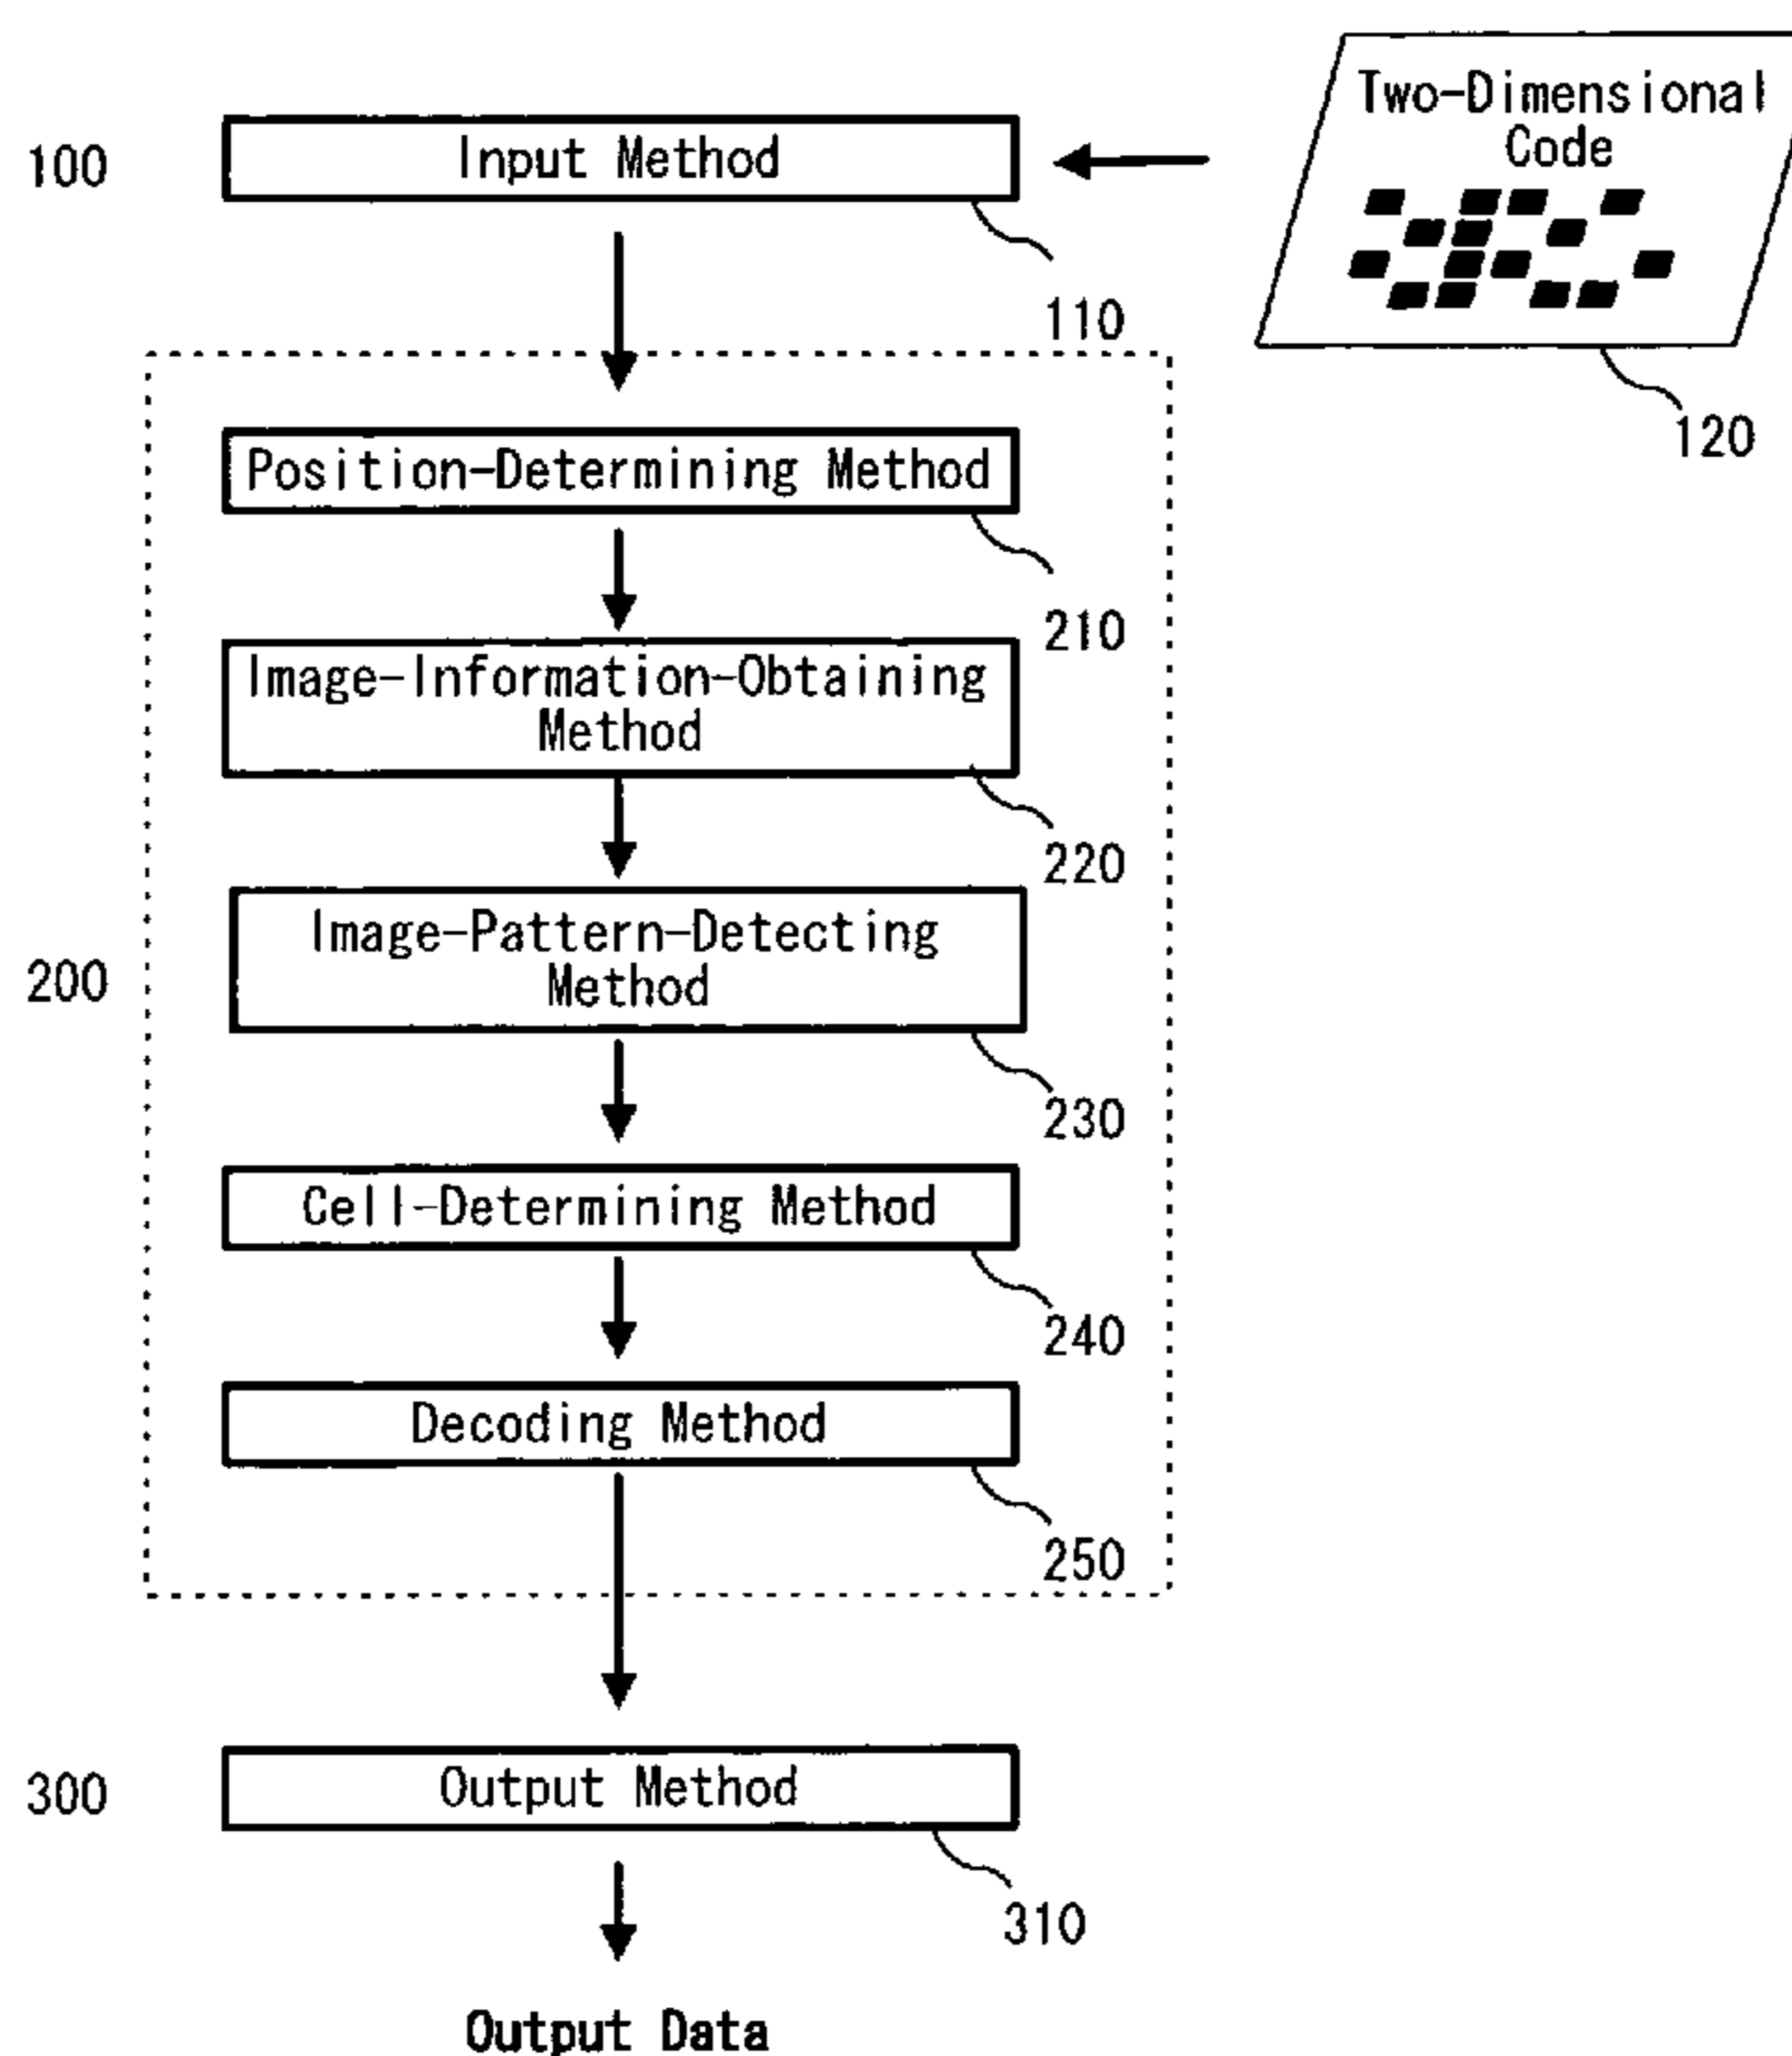 Two-Dimensional
Code
100
Input Method
110
120
Position-Determining Method
210
Image-Information-Obtaining
Method
220
200
Image-Pattern-Detecting
Method
230
Cell-Determining Method
240
Decoding Method
250
300
Output Method
310
Output Data